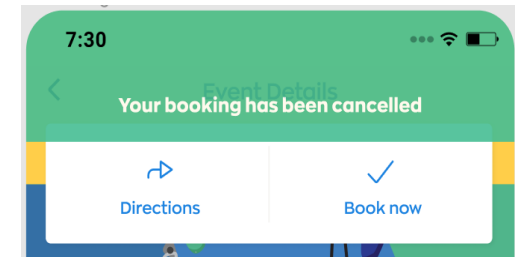 7:30
Event Details
Your booking has been cancelled
Directions
Book now